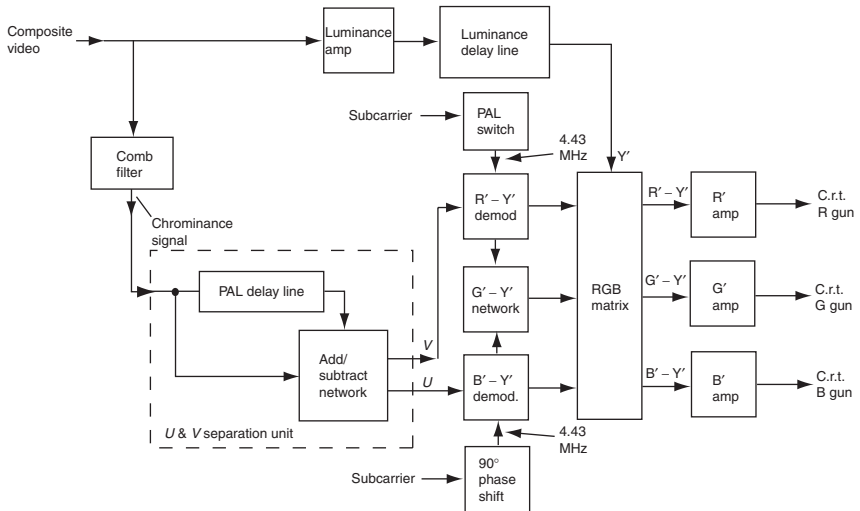 Composite
video
Luminance
amp
Luminance
delay line
Subcarrier
PAL
switch
4.43
MHz
Y′
Comb
filter
Chrominance
signal
R′ – Y′
demod
R′ – Y′
R′
amp
C.r.t.
R gun
PAL delay line
G′ – Y′
network
RGB
matrix
G′ – Y′
G′
amp
C.r.t.
G gun
Add/
subtract
network
V
U
B′ – Y′
demod.
B′ – Y′
B′
amp
C.r.t.
B gun
U & V separation unit
4.43
MHz
Subcarrier
90°
phase
shift